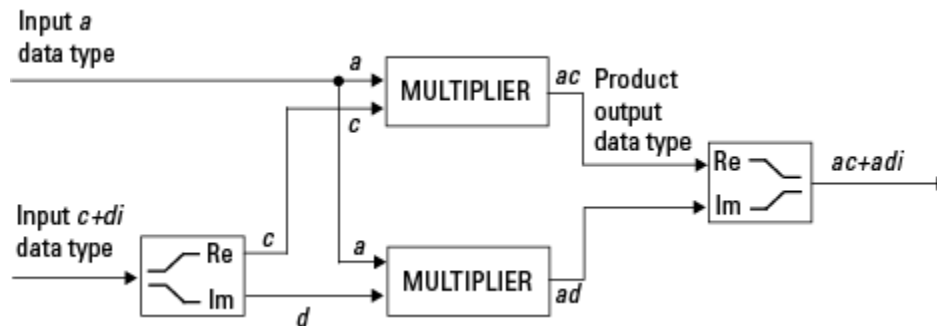 Input a
data type
a
MULTIPLIER
c
ac
Product
output
data type
Re
Im
ac+adi
Input c+di
data type
Re
Im
c
d
a
MULTIPLIER
ad